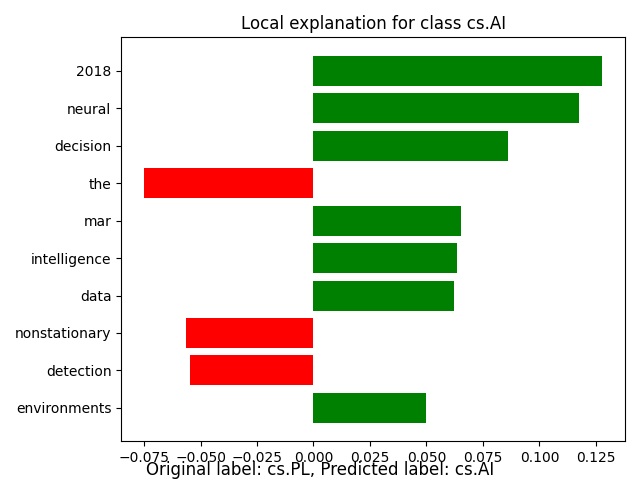 Local explanation for class cs.AI
2018
neural
decision
the
mar
intelligence
data
nonstationary
detection
environments
−0.075 −0.050 −0.025 0.000 0.025 0.050 0.075 0.100 0.125
Original label: cs.PL, Predicted label: cs.AI